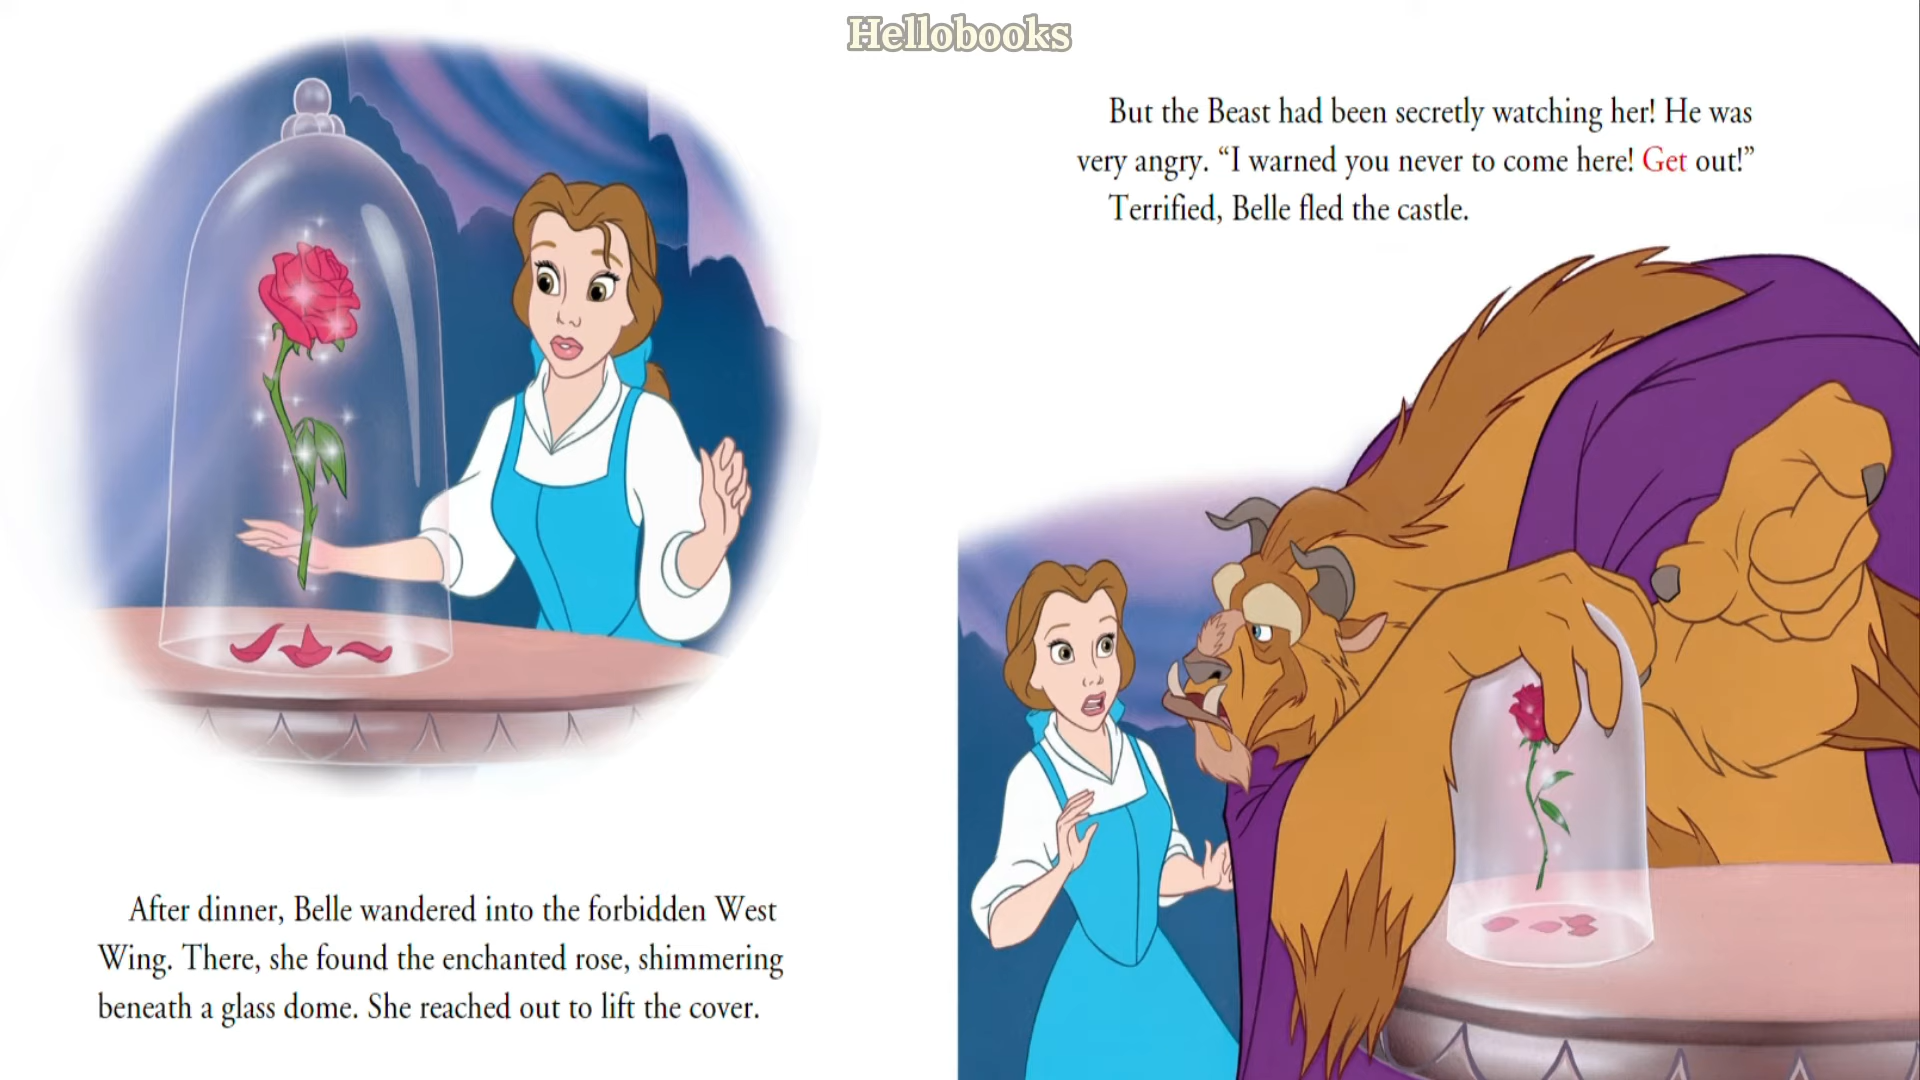 Hellobooks
After dinner, Belle wandered into the forbidden West
Wing. There, she found the enchanted rose, shimmering
beneath a glass dome. She reached out to lift the cover.
But the Beast had been secretly watching her! He was
very angry. “I warned you never to come here! Get out!”
Terrified, Belle fled the castle.